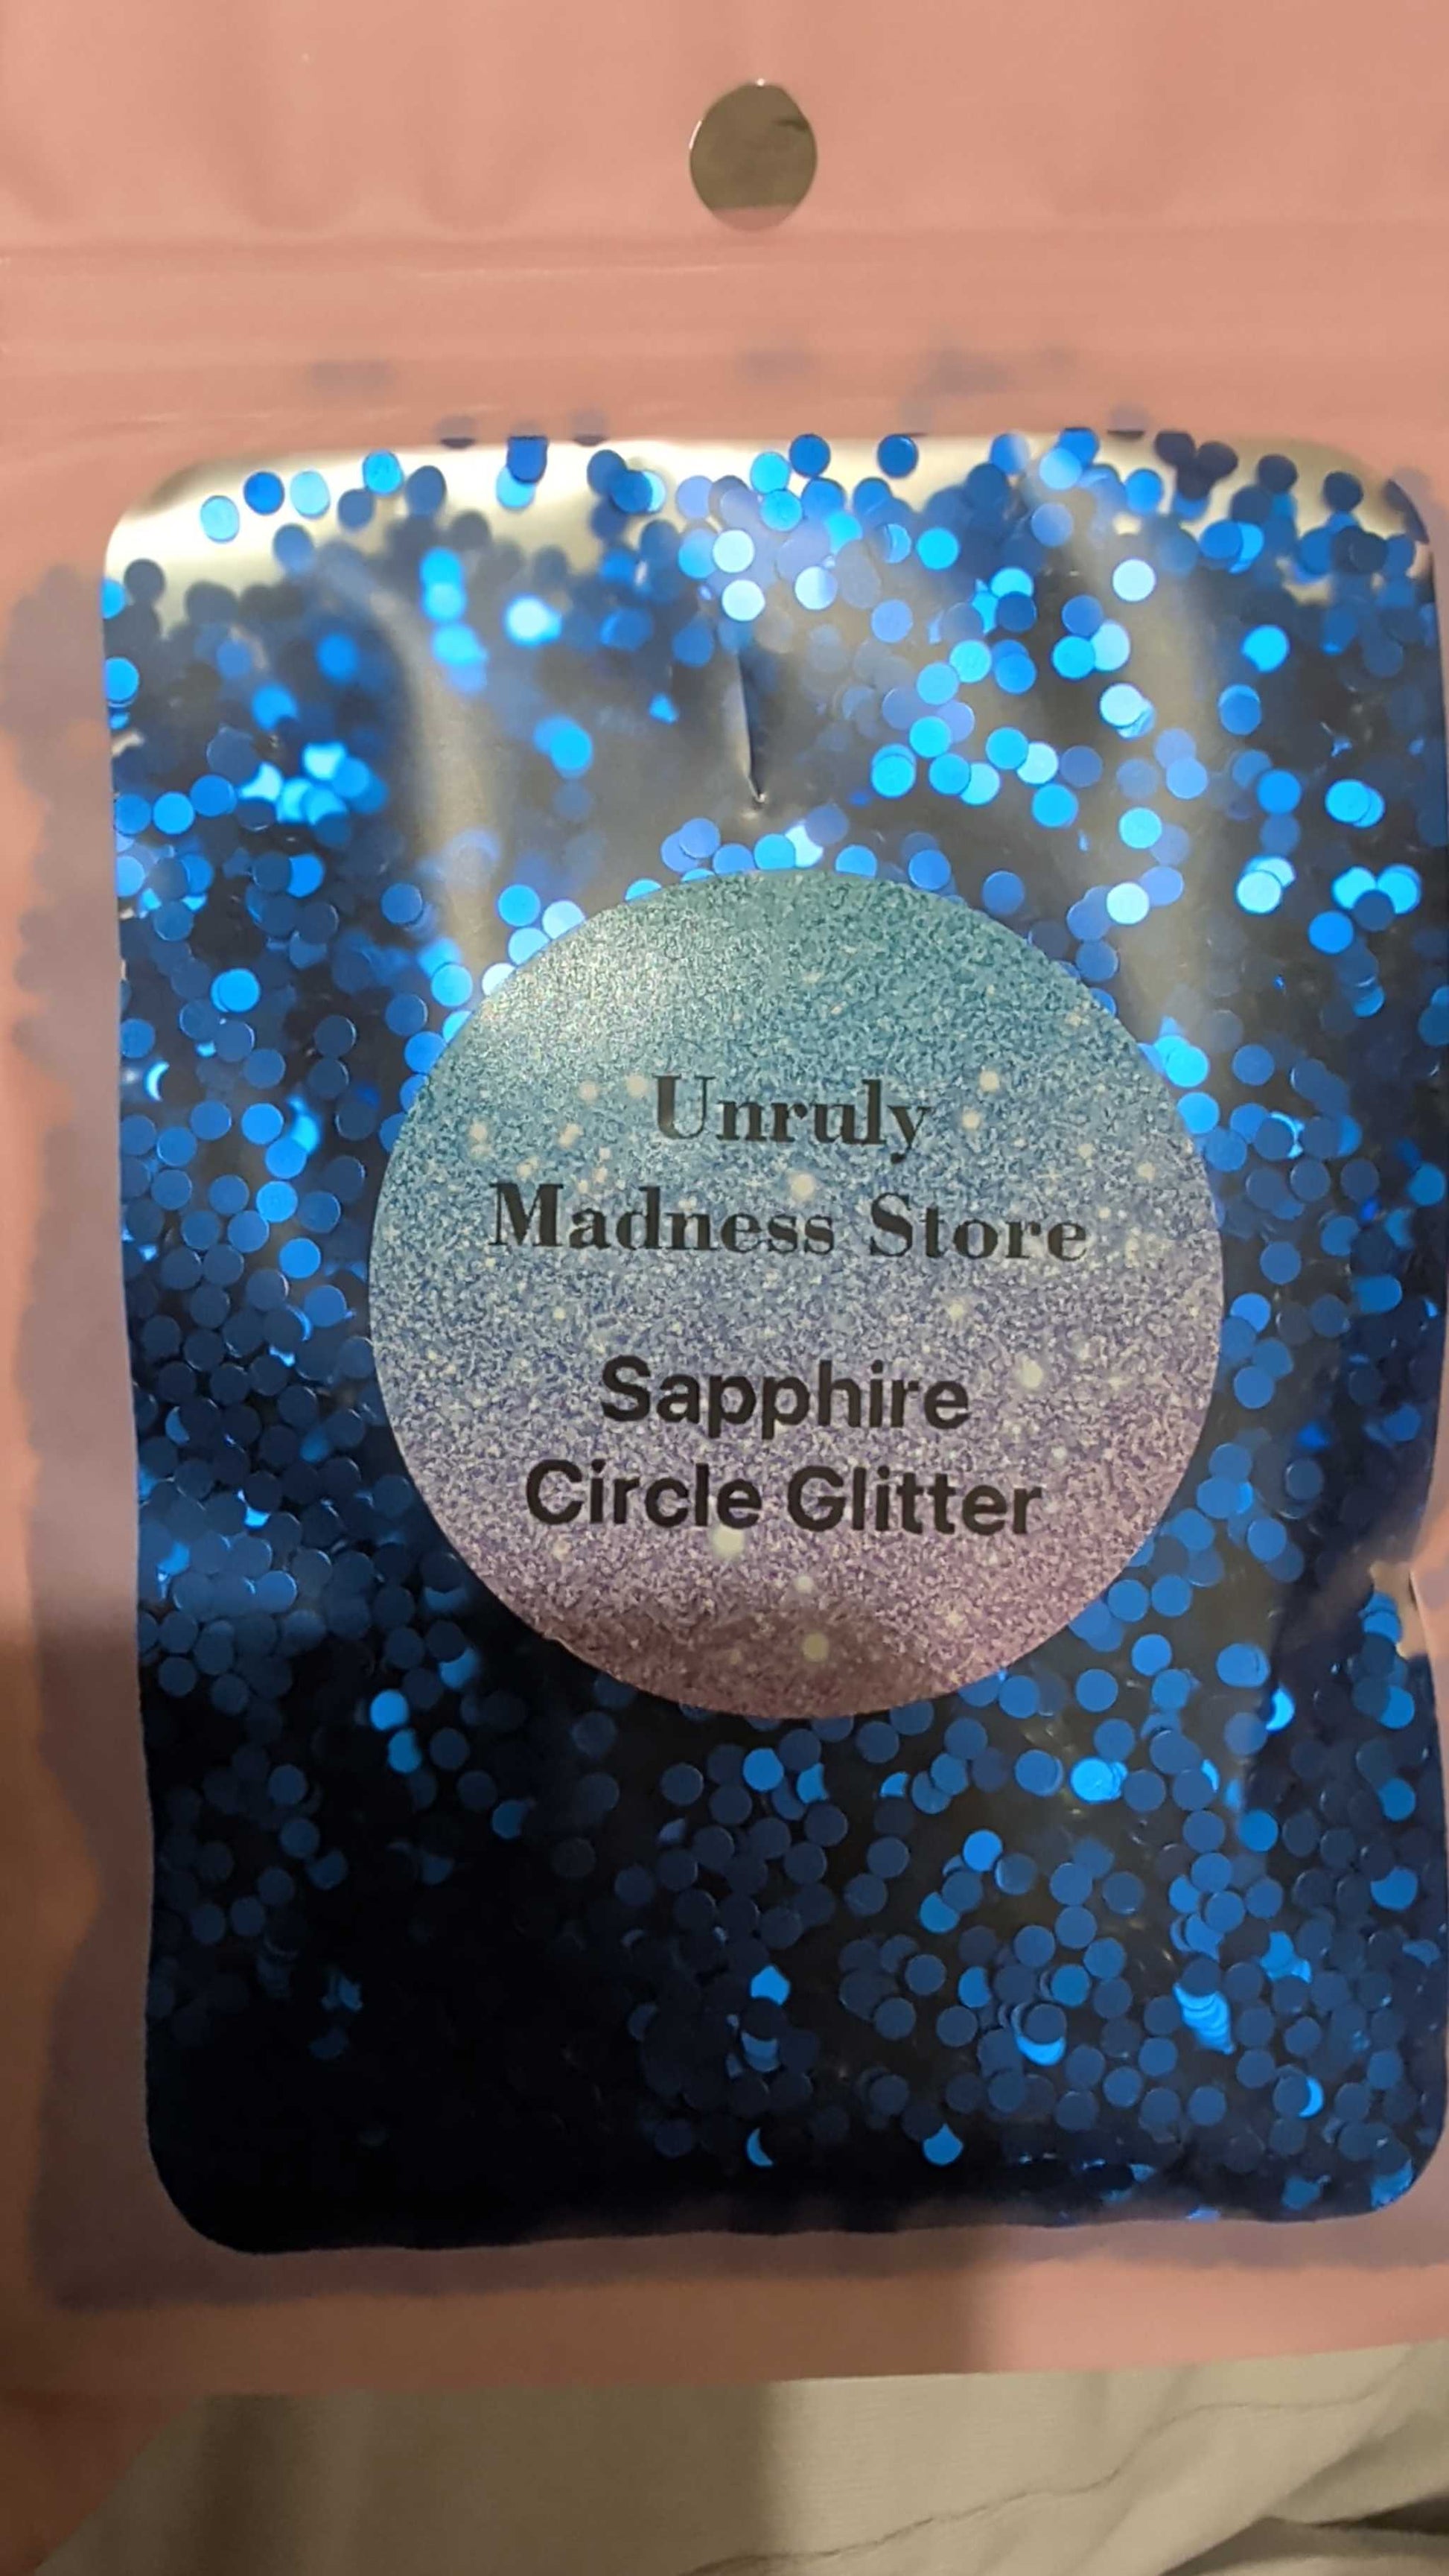 Unruly
Madness Store
Sapphire
Circle Glitter